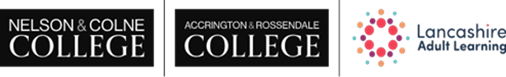 NELSON & COLNE
COLLEGE
ACCRINGTON & ROSSENDALE
COLLEGE
Lancashire
Adult Learning